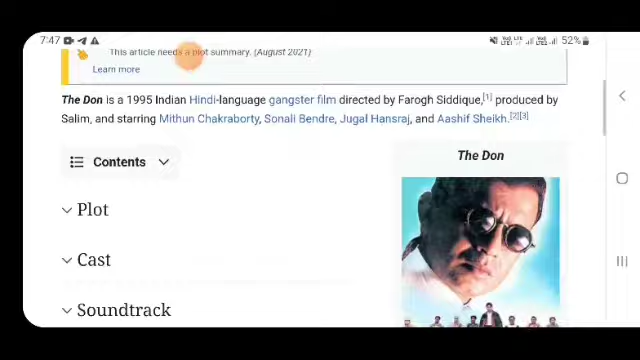 7:47
52%
This article needs a plot summary. (August 2021)
Learn more
The Don is a 1995 Indian Hindi-language gangster film directed by Farogh Siddique,[1] produced by
Salim, and starring Mithun Chakraborty, Sonali Bendre, Jugal Hansraj, and Aashif Sheikh.[2][3]
Contents
The Don
Plot
Cast
Soundtrack